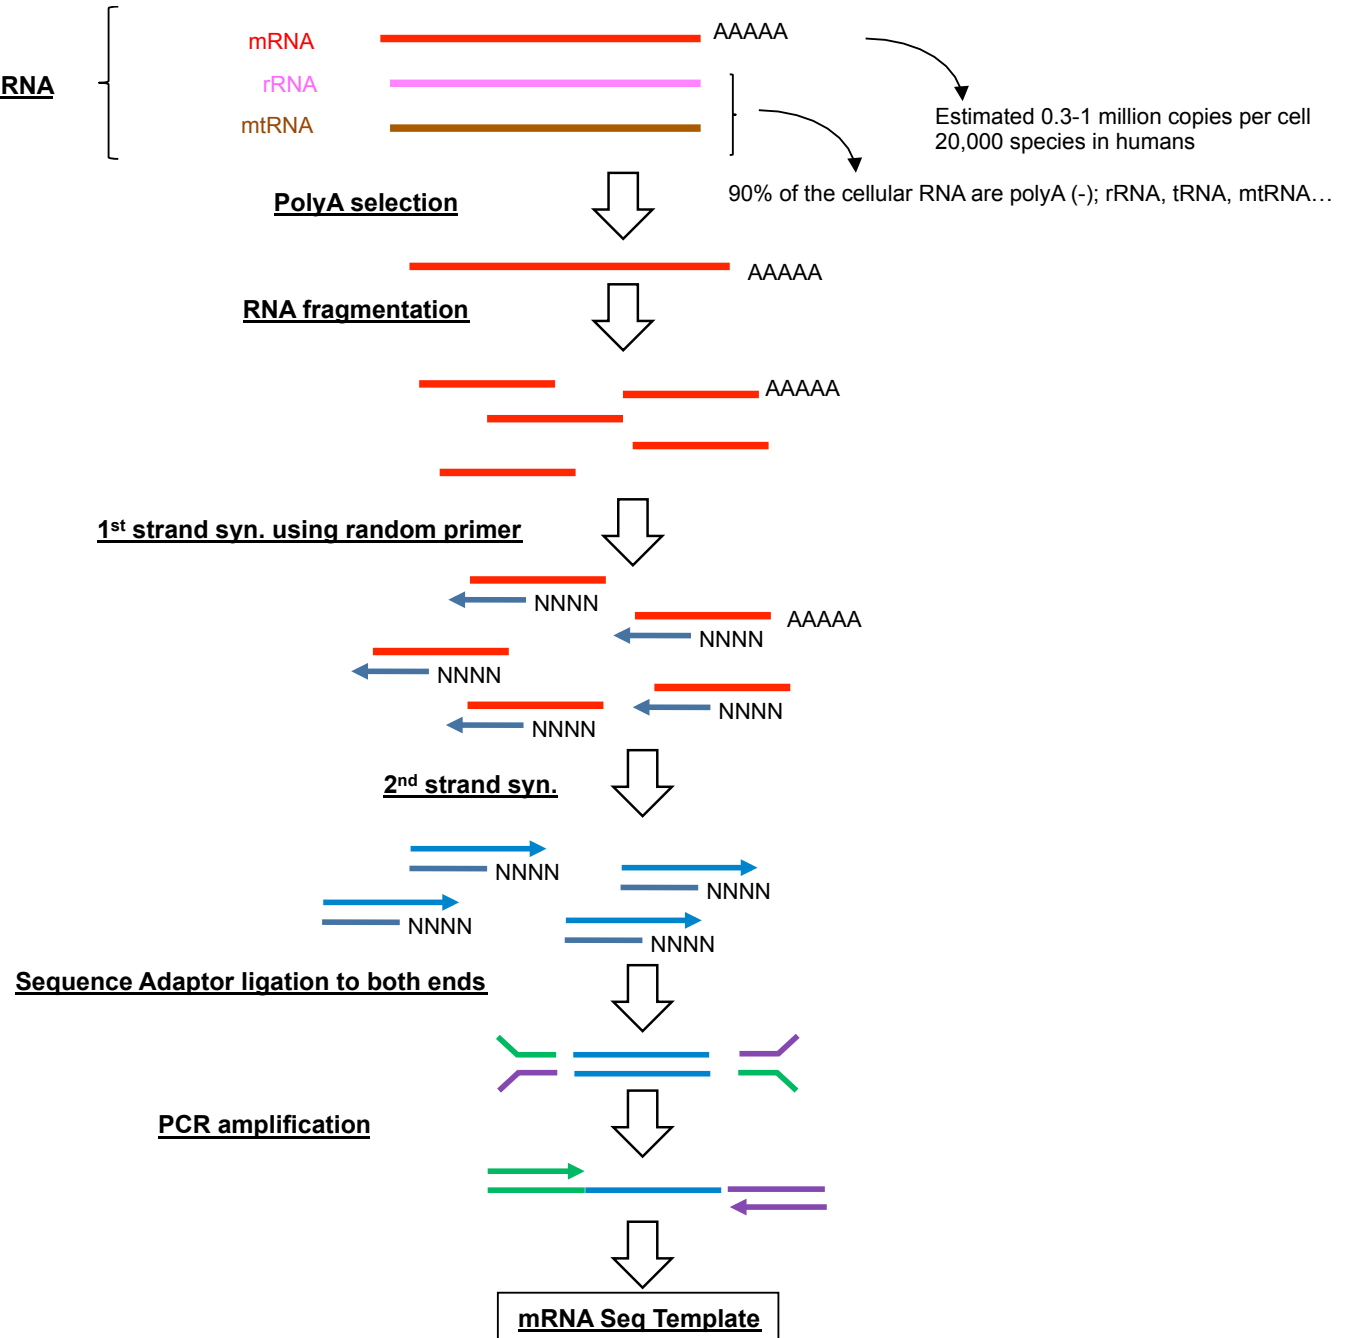 mRNA
AAAAA
rRNA
RNA
mtRNA
Estimated 0.3-1 million copies per cell
20,000 species in humans
90% of the cellular RNA are polyA (-); rRNA, tRNA, mtRNA…
PolyA selection
AAAAA
RNA fragmentation
AAAAA
1st strand syn. using random primer
NNNN
AAAAA
NNNN
NNNN
NNNN
NNNN
2nd strand syn.
NNNN
NNNN
NNNN
NNNN
Sequence Adaptor ligation to both ends
PCR amplification
mRNA Seq Template